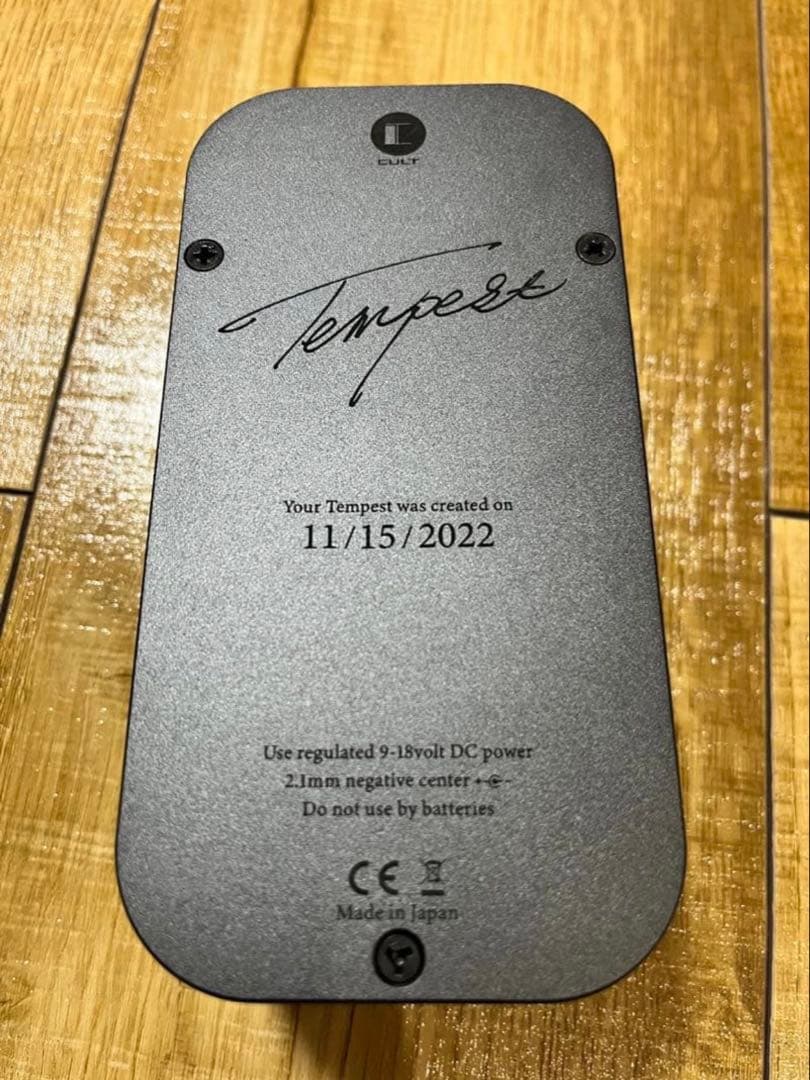 CULT
Tempest
Your Tempest was created on
11/15/2022
Use regulated 9-18volt DC power
2.1mm negative center
Do not use by batteries
CE
Made in Japan